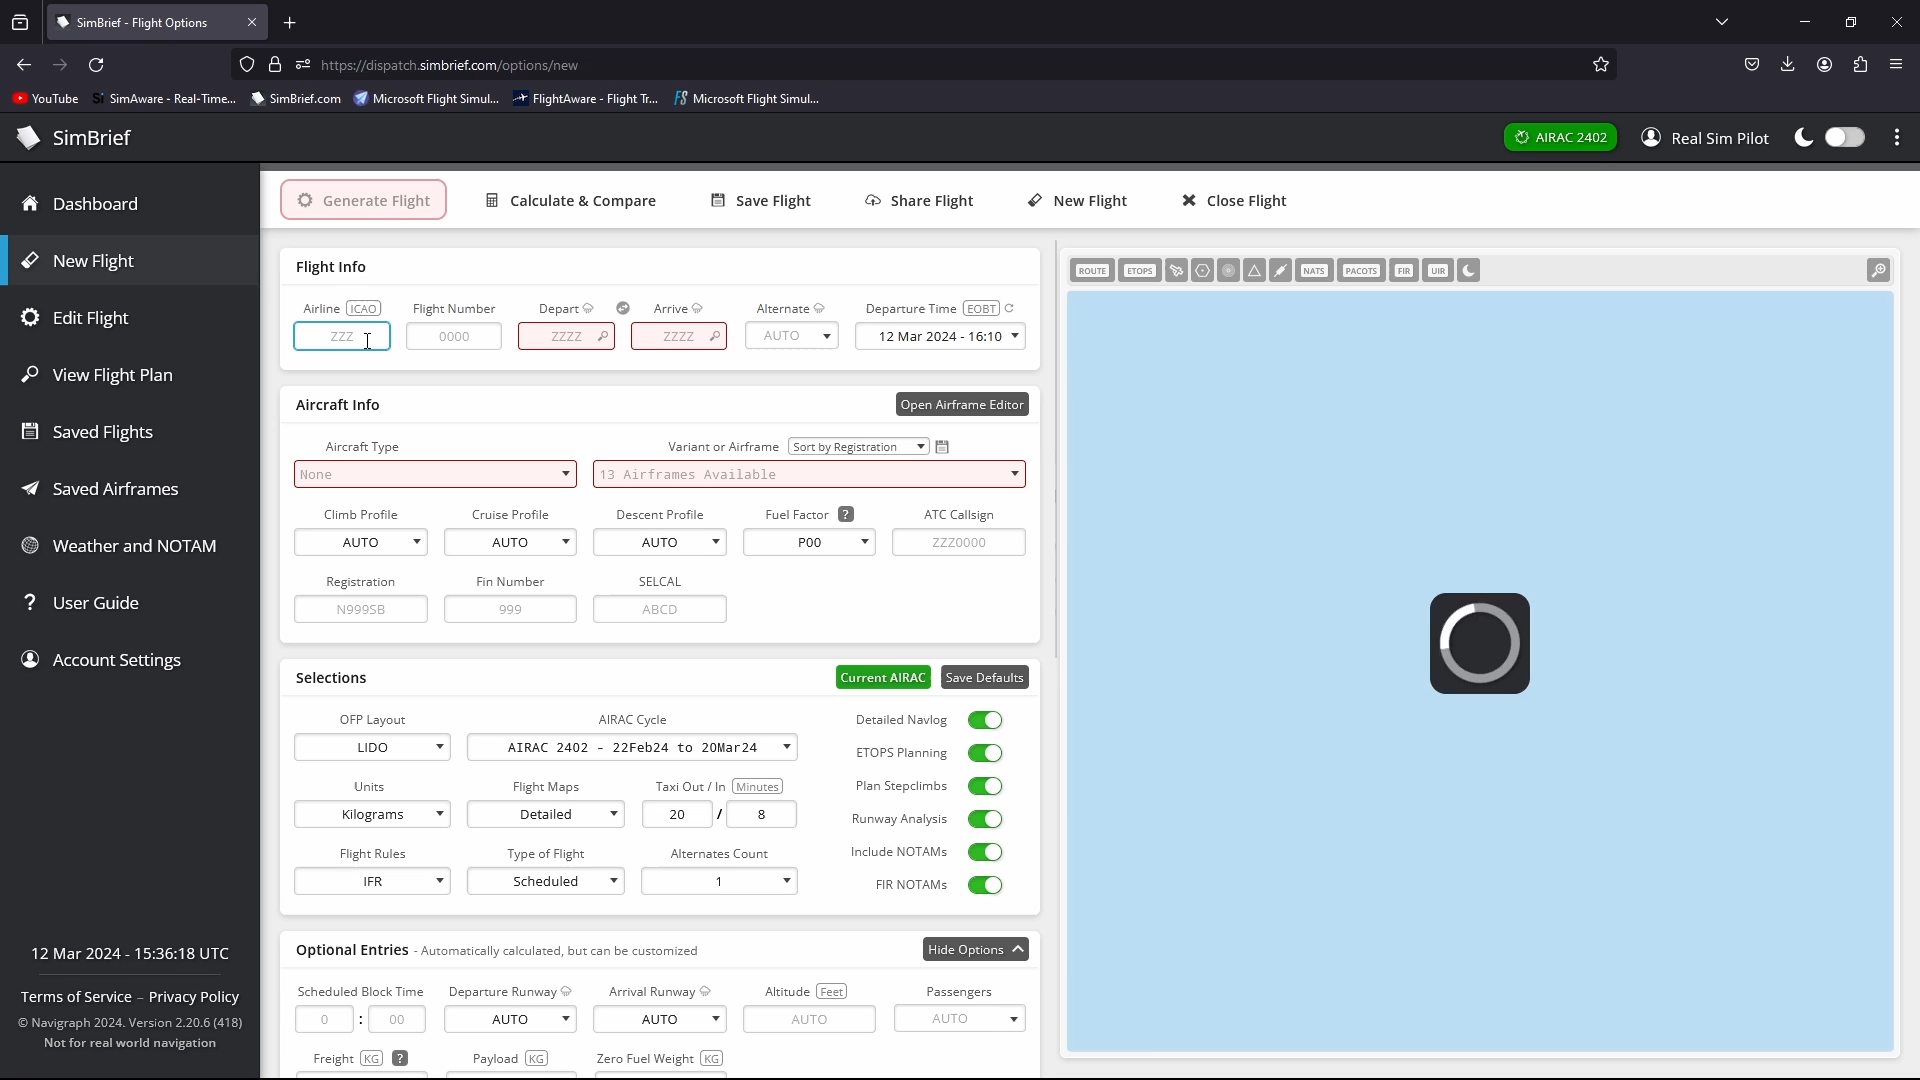 SimBrief - Flight Options
https://dispatch.simbrief.com/options/new
YouTube
SI SimAware - Real-Time...
SimBrief.com
Microsoft Flight Simul...
FlightAware - Flight Tr...
FS Microsoft Flight Simul...
SimBrief
AIRAC 2402
Real Sim Pilot
Dashboard
New Flight
Edit Flight
View Flight Plan
Saved Flights
Saved Airframes
Weather and NOTAM
? User Guide
Account Settings
12 Mar 2024 - 15:36:18 UTC
Terms of Service – Privacy Policy
© Navigraph 2024. Version 2.20.6 (418)
Not for real world navigation
Generate Flight
Calculate & Compare
Save Flight
Share Flight
New Flight
Close Flight
Flight Info
Airline ICAO Flight Number Depart Arrive Alternate Departure Time EOBT
ZZZ 0000 ZZZZ ZZZZ AUTO 12 Mar 2024 - 16:10
Aircraft Info Open Airframe Editor
Aircraft Type Variant or Airframe Sort by Registration
None 13 Airframes Available
Climb Profile Cruise Profile Descent Profile Fuel Factor ? ATC Callsign
AUTO AUTO AUTO P00 ZZZ0000
Registration Fin Number SELCAL
N999SB 999 ABCD
Selections Current AIRAC Save Defaults
OFP Layout AIRAC Cycle Detailed Navlog
LIDO AIRAC 2402 - 22Feb24 to 20Mar24 ETOPS Planning
Units Flight Maps Taxi Out / In Minutes Plan Stepclimbs
Kilograms Detailed 20 / 8 Runway Analysis
Flight Rules Type of Flight Alternates Count Include NOTAMs
IFR Scheduled 1 FIR NOTAMs
Optional Entries - Automatically calculated, but can be customized Hide Options
Scheduled Block Time Departure Runway Arrival Runway Altitude Feet Passengers
0 : 00 AUTO AUTO AUTO AUTO
Freight KG ? Payload KG Zero Fuel Weight KG
ROUTE ETOPS NATS PACOTS FIR UIR